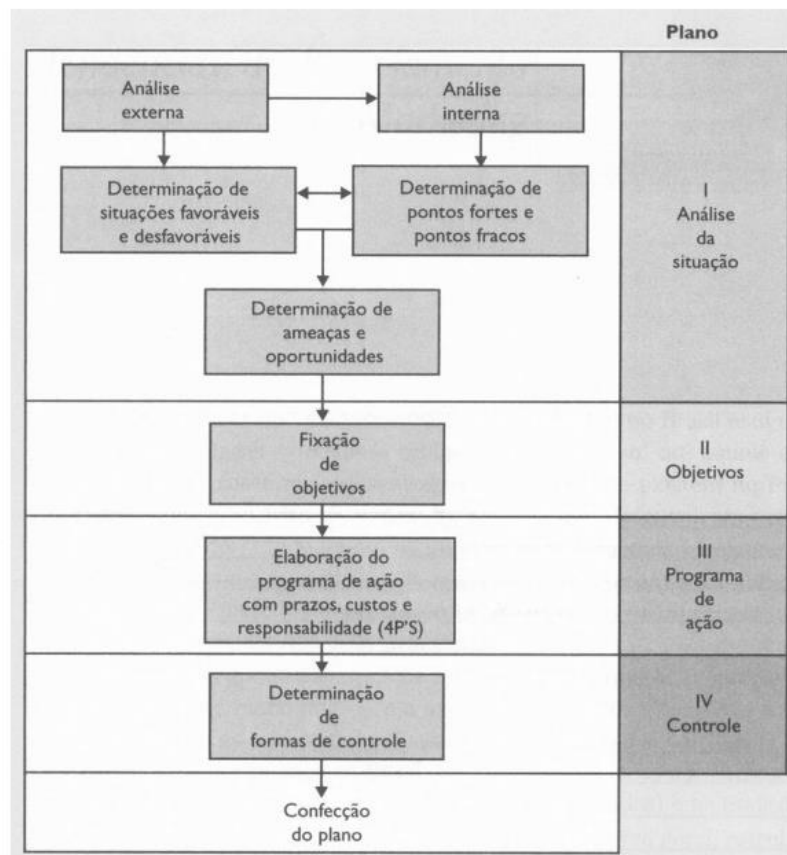 Plano
Análise
externa
Análise
interna
Determinação de
situações favoráveis
e desfavoráveis
Determinação de
pontos fortes e
pontos fracos
Determinação de
ameaças e
oportunidades
I
Análise
da
situação
Fixação
de
objetivos
II
Objetivos
Elaboração do
programa de ação
com prazos, custos e
responsabilidade (4P'S)
III
Programa
de
ação
Determinação
de
formas de controle
IV
Controle
Confecção
do plano